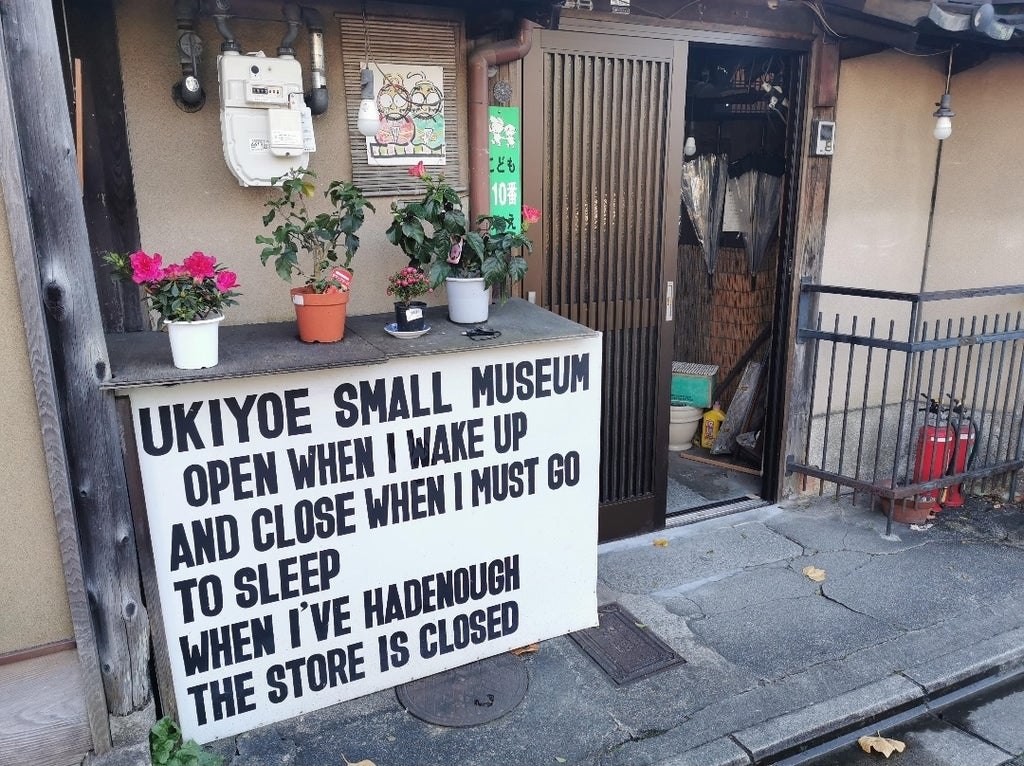 こども
10番
UKIYOE SMALL MUSEUM
OPEN WHEN I WAKE UP
AND CLOSE WHEN I MUST GO
TO SLEEP
WHEN I'VE HADENOUGH
THE STORE IS CLOSED